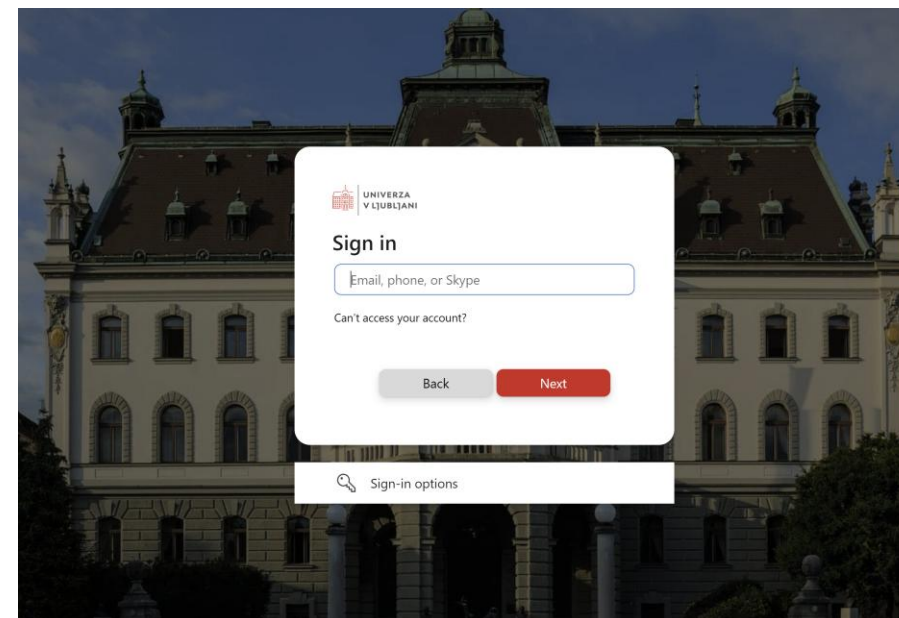 UNIVERZA
V LJUBLJANI
Sign in
Email, phone, or Skype
Can't access your account?
Back
Next
Sign-in options